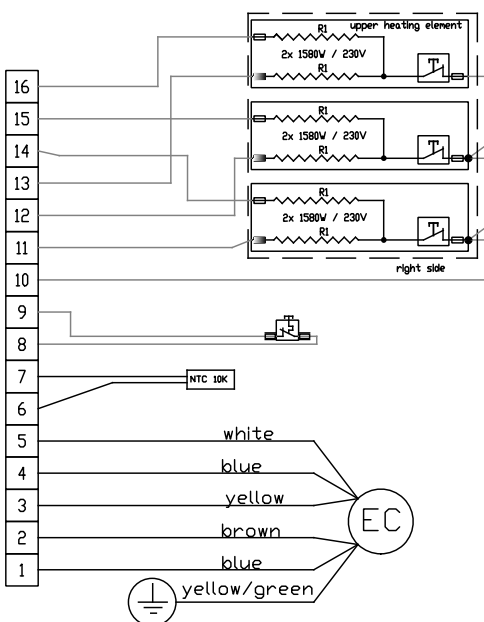 upper heating element
R1
2x 1580W / 230V
R1
R1
2x 1580W / 230V
R1
R1
2x 1580W / 230V
R1
right side
16
15
14
13
12
11
10
9
8
7
6
5
4
3
2
1
NTC 10K
white
blue
yellow
brown
blue
yellow/green
EC